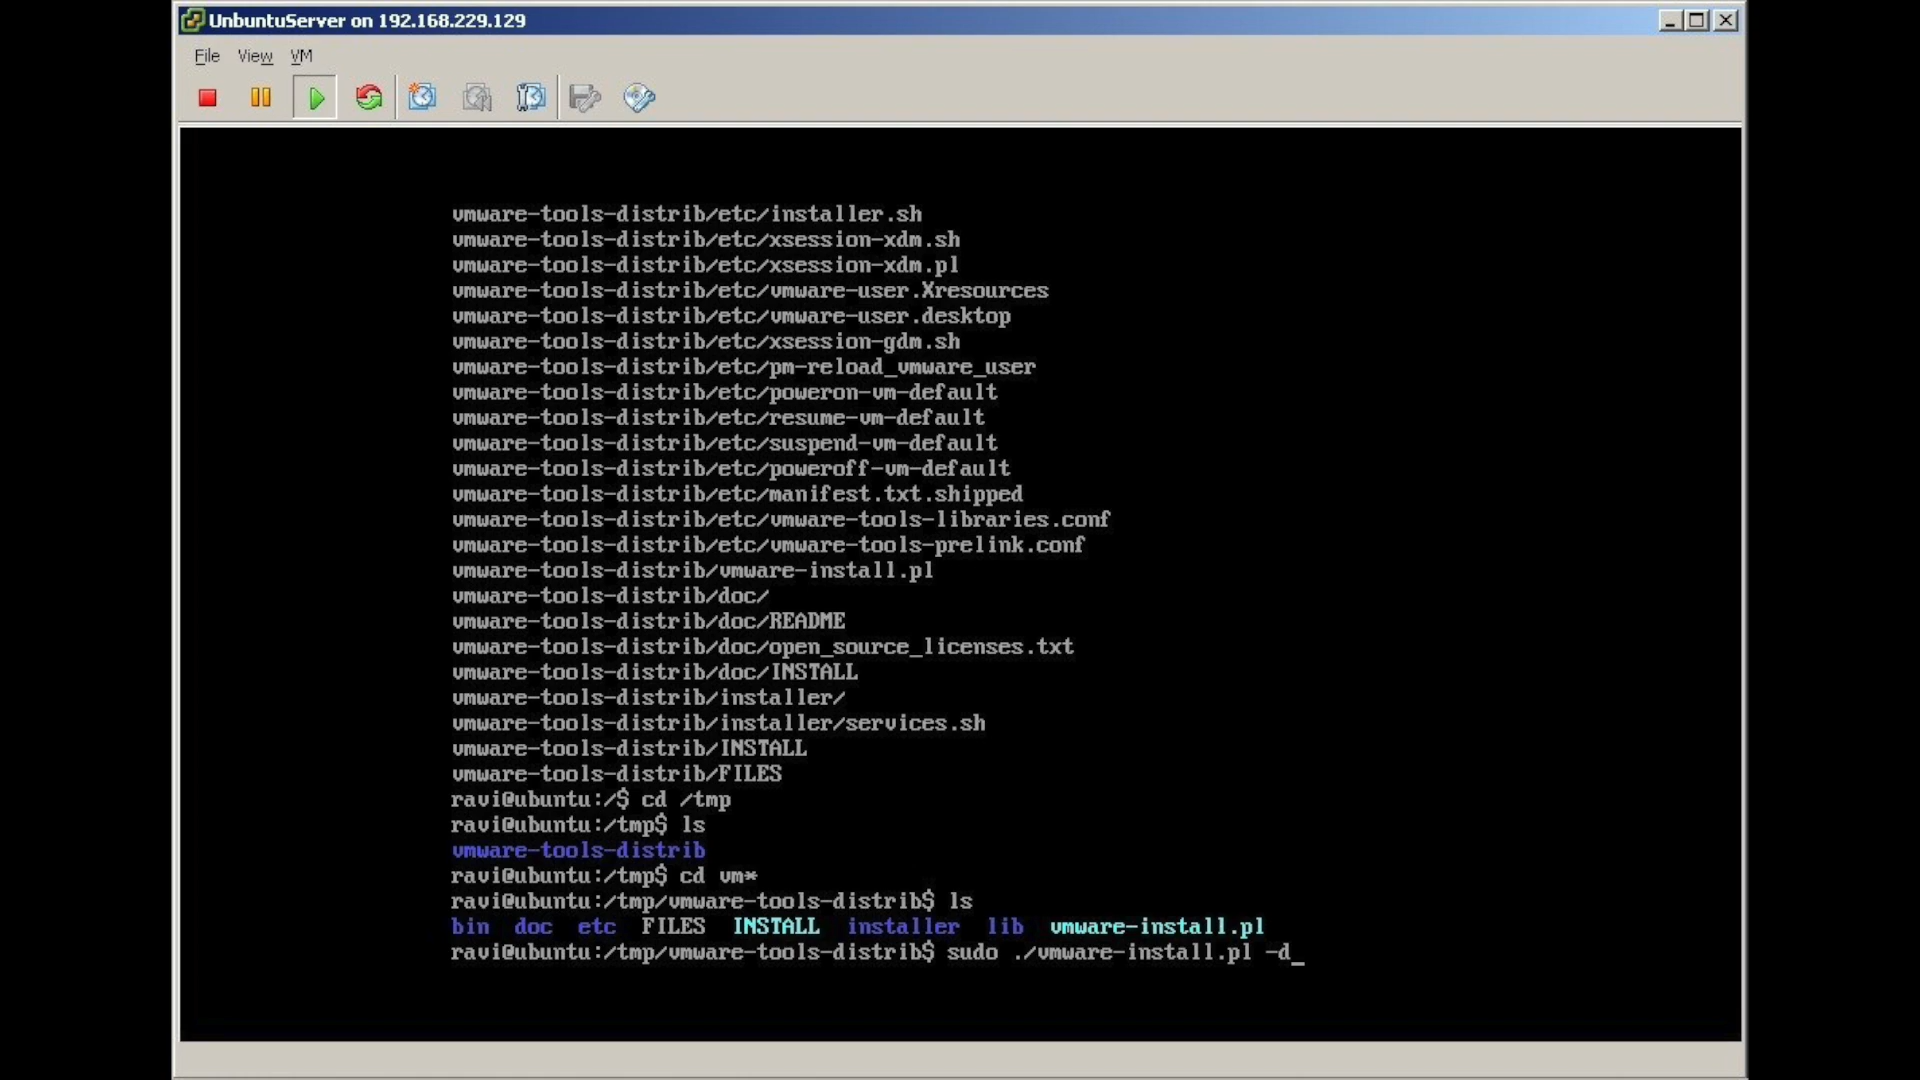 UnbuntuServer on 192.168.229.129
File View VM
vmware-tools-distrib/etc/installer.sh
vmware-tools-distrib/etc/xsession-xdm.sh
vmware-tools-distrib/etc/xsession-xdm.pl
vmware-tools-distrib/etc/vmware-user.Xresources
vmware-tools-distrib/etc/vmware-user.desktop
vmware-tools-distrib/etc/xsession-gdm.sh
vmware-tools-distrib/etc/pm-reload_vmware_user
vmware-tools-distrib/etc/poweron-vm-default
vmware-tools-distrib/etc/resume-vm-default
vmware-tools-distrib/etc/suspend-vm-default
vmware-tools-distrib/etc/poweroff-vm-default
vmware-tools-distrib/etc/manifest.txt.shipped
vmware-tools-distrib/etc/vmware-tools-libraries.conf
vmware-tools-distrib/etc/vmware-tools-prelink.conf
vmware-tools-distrib/vmware-install.pl
vmware-tools-distrib/doc/
vmware-tools-distrib/doc/README
vmware-tools-distrib/doc/open_source_licenses.txt
vmware-tools-distrib/doc/INSTALL
vmware-tools-distrib/installer/
vmware-tools-distrib/installer/services.sh
vmware-tools-distrib/INSTALL
vmware-tools-distrib/FILES
ravi@ubuntu:/$ cd /tmp
ravi@ubuntu:/tmp$ ls
vmware-tools-distrib
ravi@ubuntu:/tmp$ cd vm*
ravi@ubuntu:/tmp/vmware-tools-distrib$ ls
bin doc etc FILES INSTALL installer lib vmware-install.pl
ravi@ubuntu:/tmp/vmware-tools-distrib$ sudo ./vmware-install.pl -d_